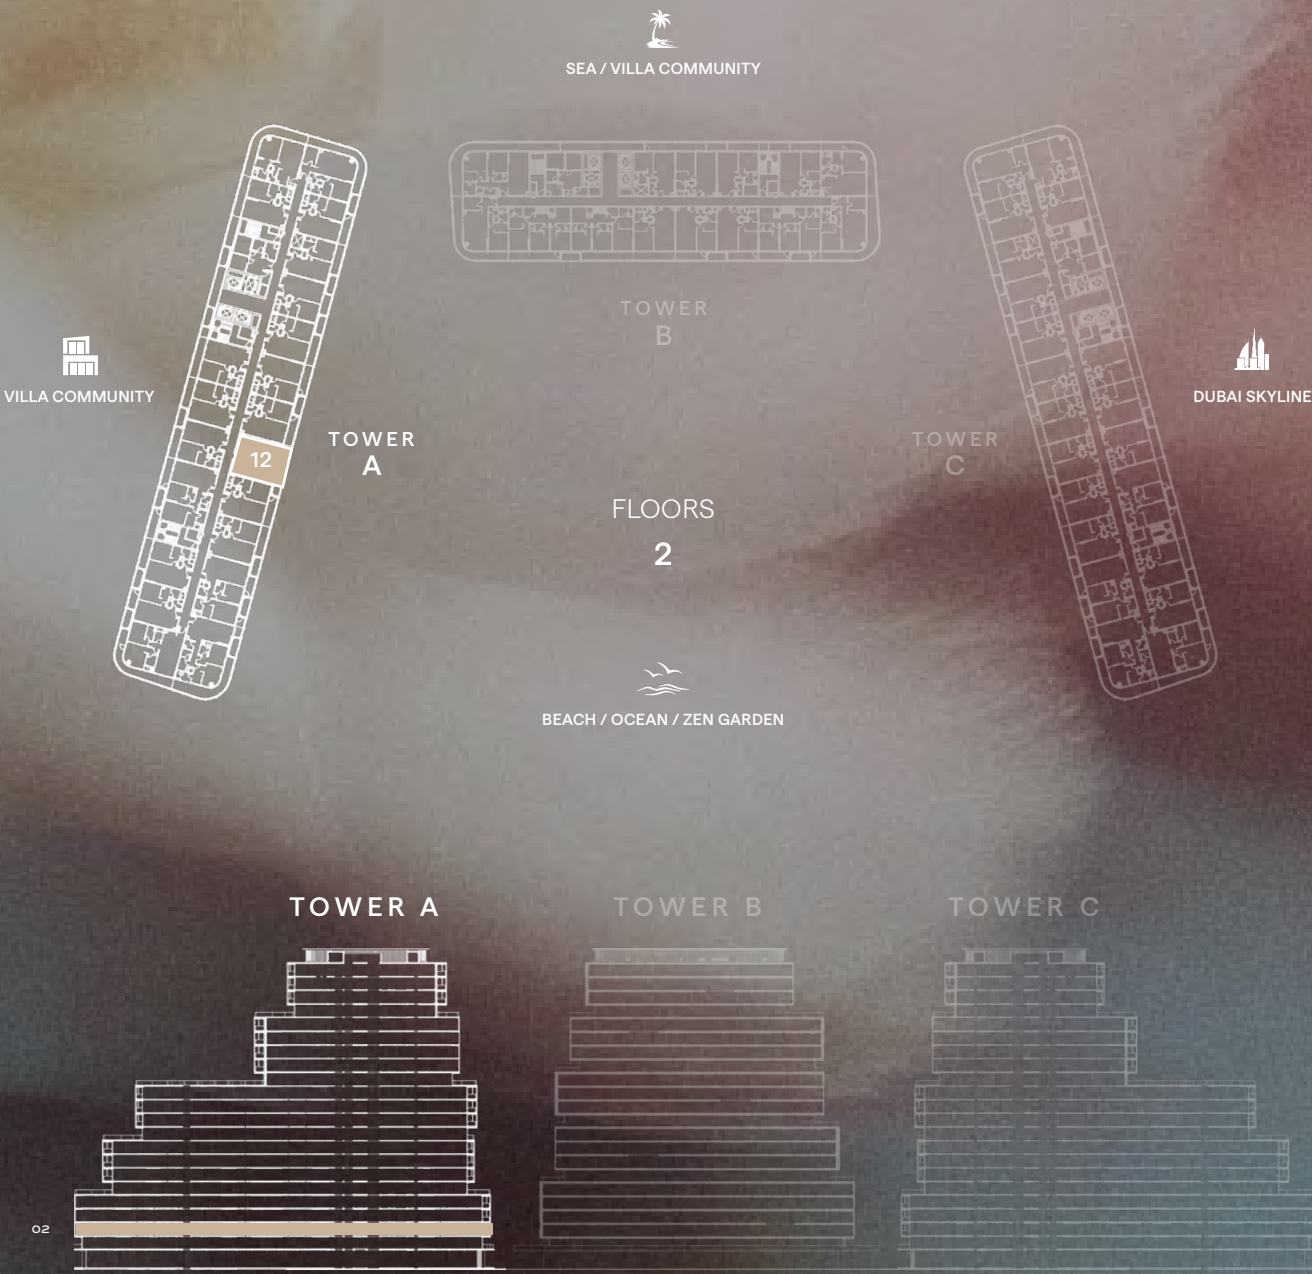 SEA / VILLA COMMUNITY
TOWER
B
VILLA COMMUNITY
DUBAI SKYLINE
TOWER
A
12
TOWER
C
FLOORS
2
BEACH / OCEAN / ZEN GARDEN
TOWER A
TOWER B
TOWER C
02